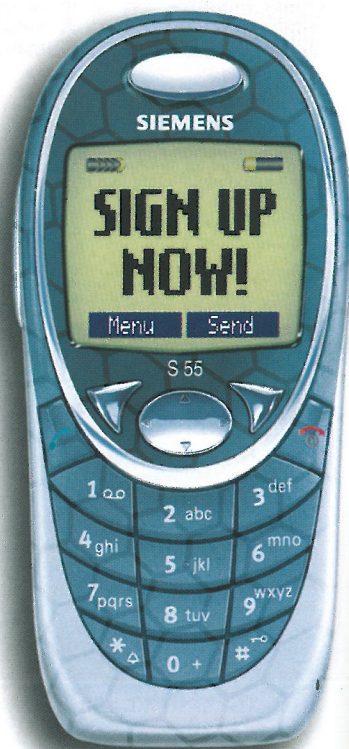 SIEMENS
SIGN UP
NOW!
Menu Send
S 55
1
2 abc
3 def
4 ghi
5 jkl
6 mno
7 pqrs
8 tuv
9 wxyz
*
0 +
#